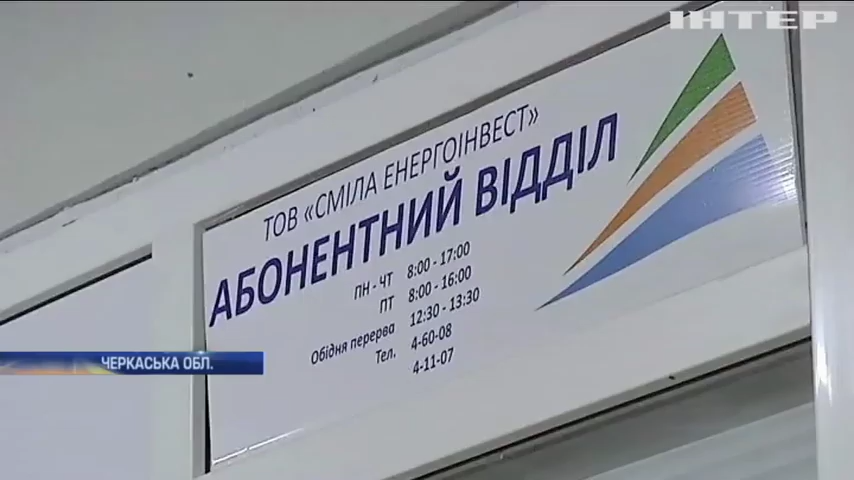 ІНТЕР
ТОВ «СМІЛА ЕНЕРГОІНВЕСТ»
АБОНЕНТНИЙ ВІДДІЛ
ПН - ЧТ 8:00 - 17:00
ПТ 8:00 - 16:00
Обідня перерва 12:30 - 13:30
Тел. 4-60-08
4-11-07
ЧЕРКАСЬКА ОБЛ.